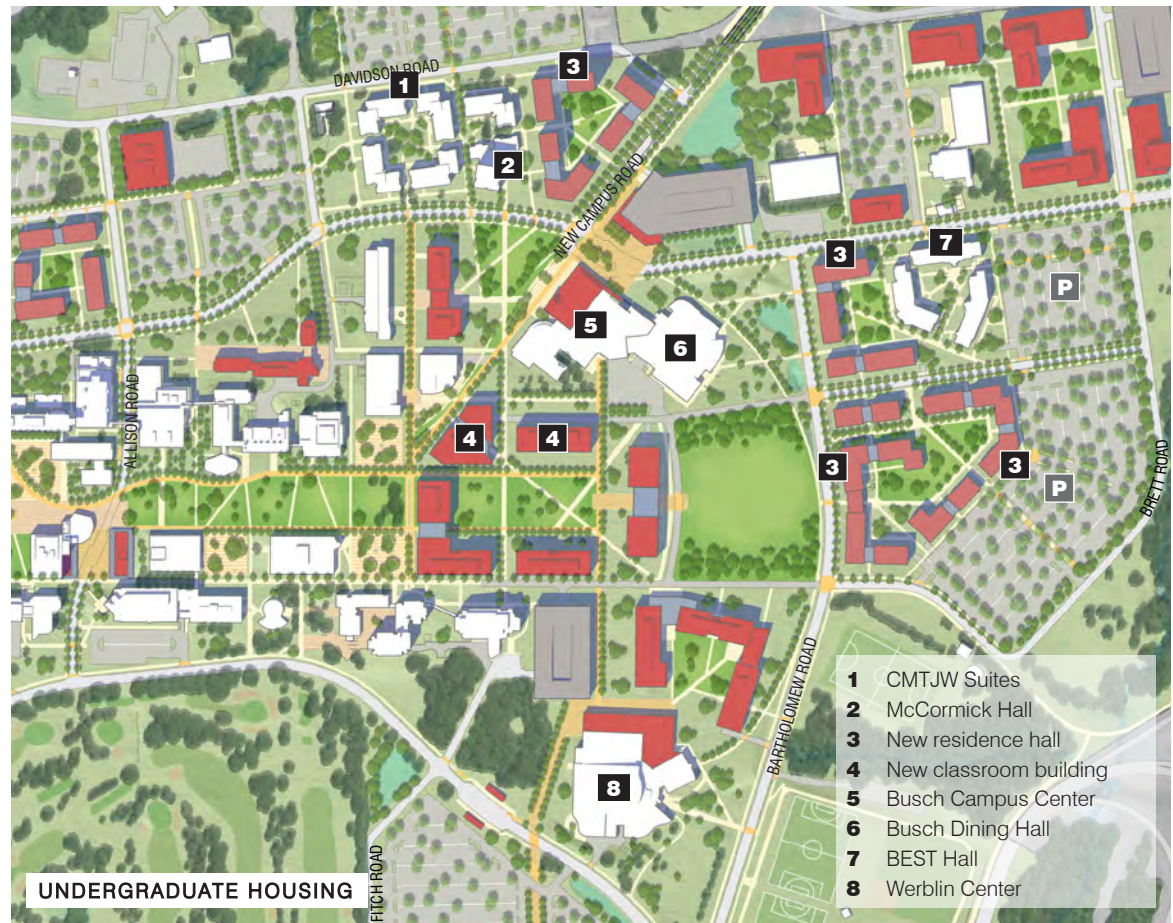 DAVIDSON ROAD
1
3
2
NEW CAMPUS ROAD
3
7
P
5
6
ALLISON ROAD
4
4
3
3
P
BRETT ROAD
BARTHOLOMEW ROAD
8
FITCH ROAD
1 CMTJW Suites
2 McCormick Hall
3 New residence hall
4 New classroom building
5 Busch Campus Center
6 Busch Dining Hall
7 BEST Hall
8 Werblin Center
UNDERGRADUATE HOUSING